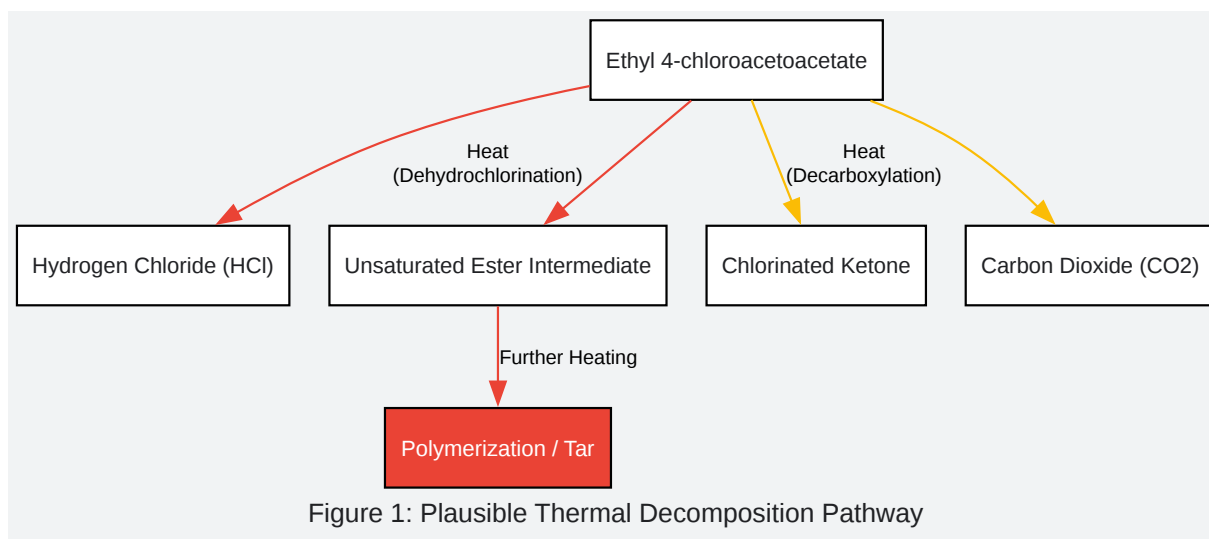 Ethyl 4-chloroacetoacetate
Heat
(Dehydrochlorination)
Heat
(Decarboxylation)
Hydrogen Chloride (HCl)
Unsaturated Ester Intermediate
Chlorinated Ketone
Carbon Dioxide (CO2)
Further Heating
Polymerization / Tar
Figure 1: Plausible Thermal Decomposition Pathway